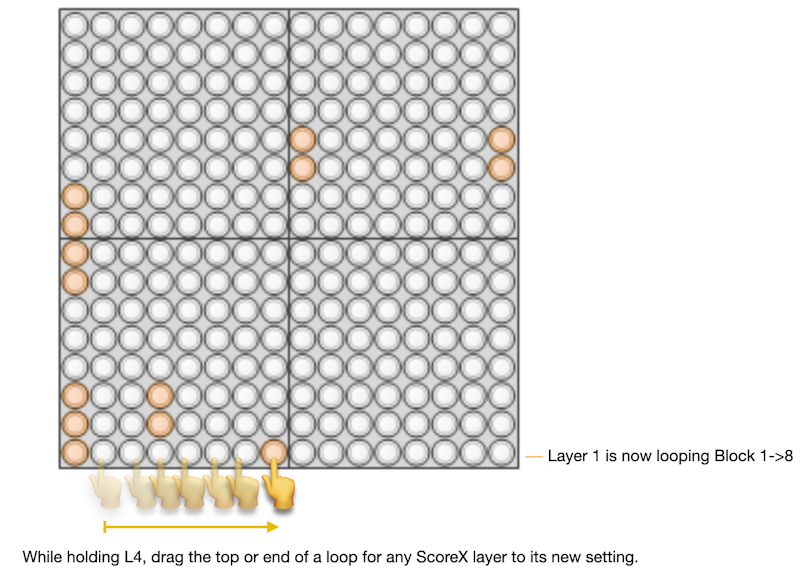 Layer 1 is now looping Block 1->8
While holding L4, drag the top or end of a loop for any ScoreX layer to its new setting.